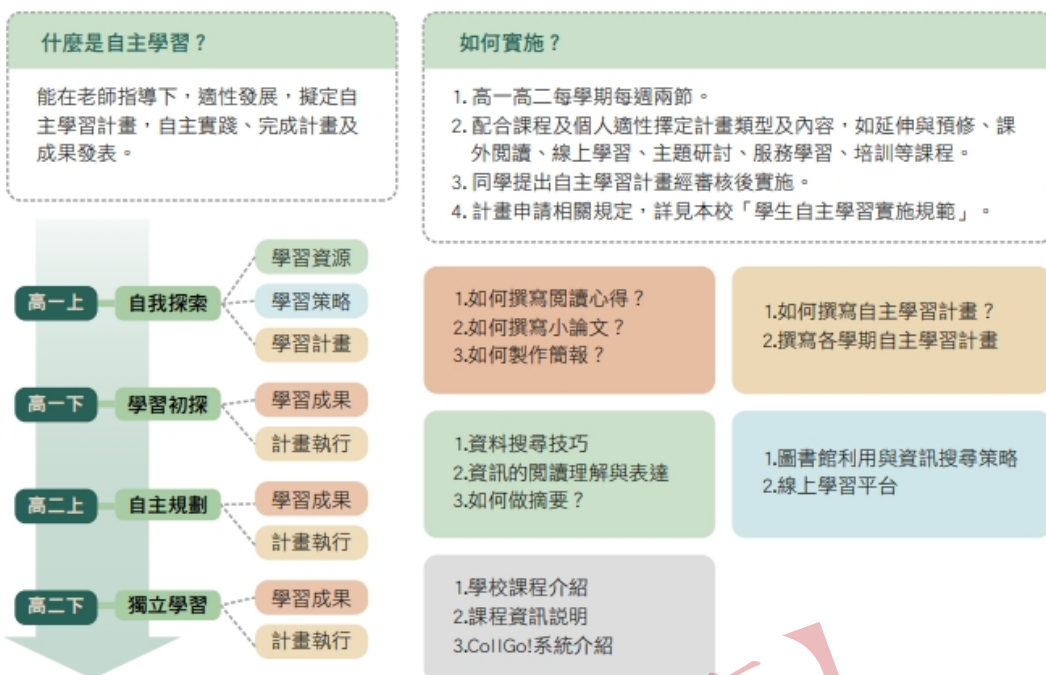 什麼是自主學習？
能在老師指導下，適性發展，擬定自
主學習計畫，自主實踐、完成計畫及
成果發表。
如何實施？
1. 高一高二每學期每週兩節。
2. 配合課程及個人適性擇定計畫類型及內容，如延伸與預修、課
外閱讀、線上學習、主題研討、服務學習、培訓等課程。
3. 同學提出自主學習計畫經審核後實施。
4. 計畫申請相關規定，詳見本校「學生自主學習實施規範」。
高一上
自我探索
學習資源
學習策略
學習計畫
高一下
學習初探
學習成果
計畫執行
高二上
自主規劃
學習成果
計畫執行
高二下
獨立學習
學習成果
計畫執行
1.如何撰寫閱讀心得？
2.如何撰寫小論文？
3.如何製作簡報？
1.如何撰寫自主學習計畫？
2.撰寫各學期自主學習計畫
1.資料搜尋技巧
2.資訊的閱讀理解與表達
3.如何做摘要？
1.圖書館利用與資訊搜尋策略
2.線上學習平台
1.學校課程介紹
2.課程資訊説明
3.CollGo!系統介紹